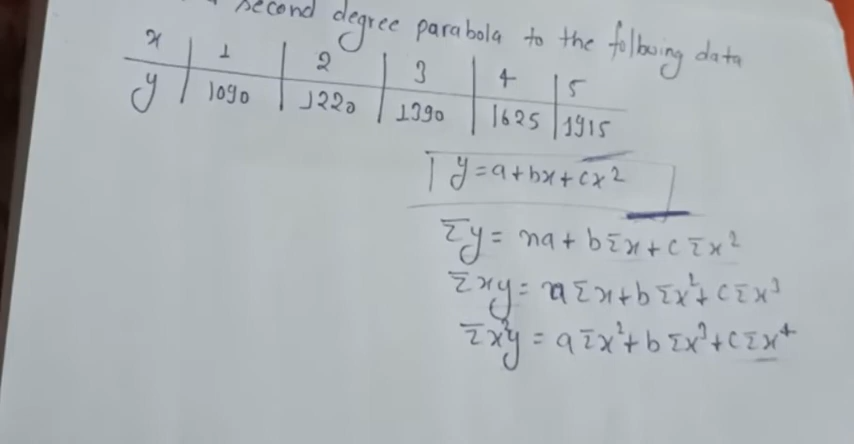 second degree parabola to the following data
x | 1 | 2 | 3 | 4 | 5
y | 1090 | 1220 | 1390 | 1625 | 1915
y = a + bx + cx²
Σy = na + bΣx + cΣx²
Σxy = aΣx + bΣx² + cΣx³
Σx²y = aΣx² + bΣx³ + cΣx⁴